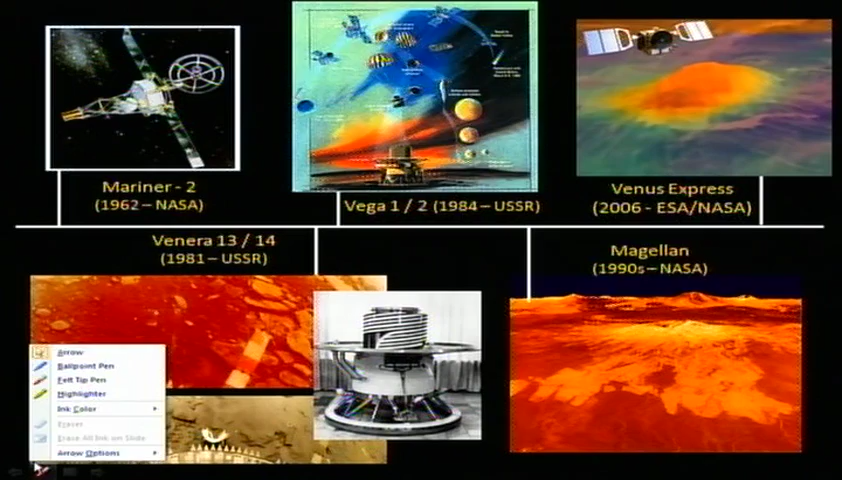 Mariner - 2
(1962 – NASA)
Vega 1 / 2 (1984 – USSR)
Venus Express
(2006 - ESA/NASA)
Venera 13 / 14
(1981 – USSR)
Magellan
(1990s – NASA)
Arrow
Ballpoint Pen
Felt Tip Pen
Highlighter
Ink Color
Eraser
Erase All Ink on Slide
Arrow Options